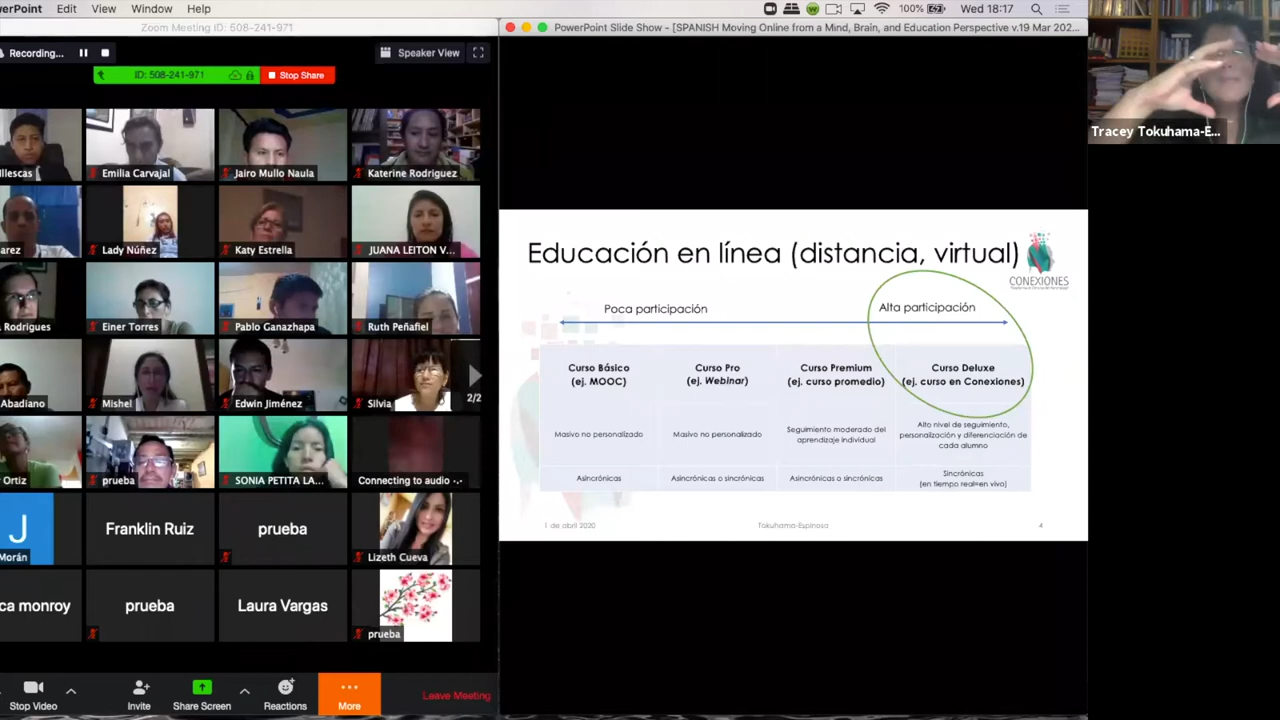 erPoint Edit View Window Help
100% Wed 18:17
Zoom Meeting ID: 508-241-971
PowerPoint Slide Show - [SPANISH Moving Online from a Mind, Brain, and Education Perspective v.19 Mar 202...
Recording...
Speaker View
ID: 508-241-971
Stop Share
Tracey Tokuhama-E...
llescas
Emilia Carvajal
Jairo Mullo Naula
Katerine Rodriguez
arez
Lady Núñez
Katy Estrella
JUANA LEITON V...
a Rodrigues
Einer Torres
Pablo Ganazhapa
Ruth Peñafiel
Abadiano
Mishel
Edwin Jiménez
Silvia
2/2
Ortiz
prueba
SONIA PETITA LA...
Connecting to audio ·-·
J
Morán
Franklin Ruiz
prueba
Lizeth Cueva
ca monroy
prueba
Laura Vargas
prueba
Stop Video
Invite
Share Screen
Reactions
More
Leave Meeting
Educación en línea (distancia, virtual)
CONEXIONES
Poca participación
Alta participación
Curso Básico
(ej. MOOC)
Curso Pro
(ej. Webinar)
Curso Premium
(ej. curso promedio)
Curso Deluxe
(ej. curso en Conexiones)
Masivo no personalizado
Masivo no personalizado
Seguimiento moderado del
aprendizaje individual
Alto nivel de seguimiento,
personalización y diferenciación de
cada alumno
Asincrónicas
Asincrónicas o sincrónicas
Asincrónicas o sincrónicas
Sincrónicas
(en tiempo real=en vivo)
1 de abril 2020
Tokuhama-Espinosa
4